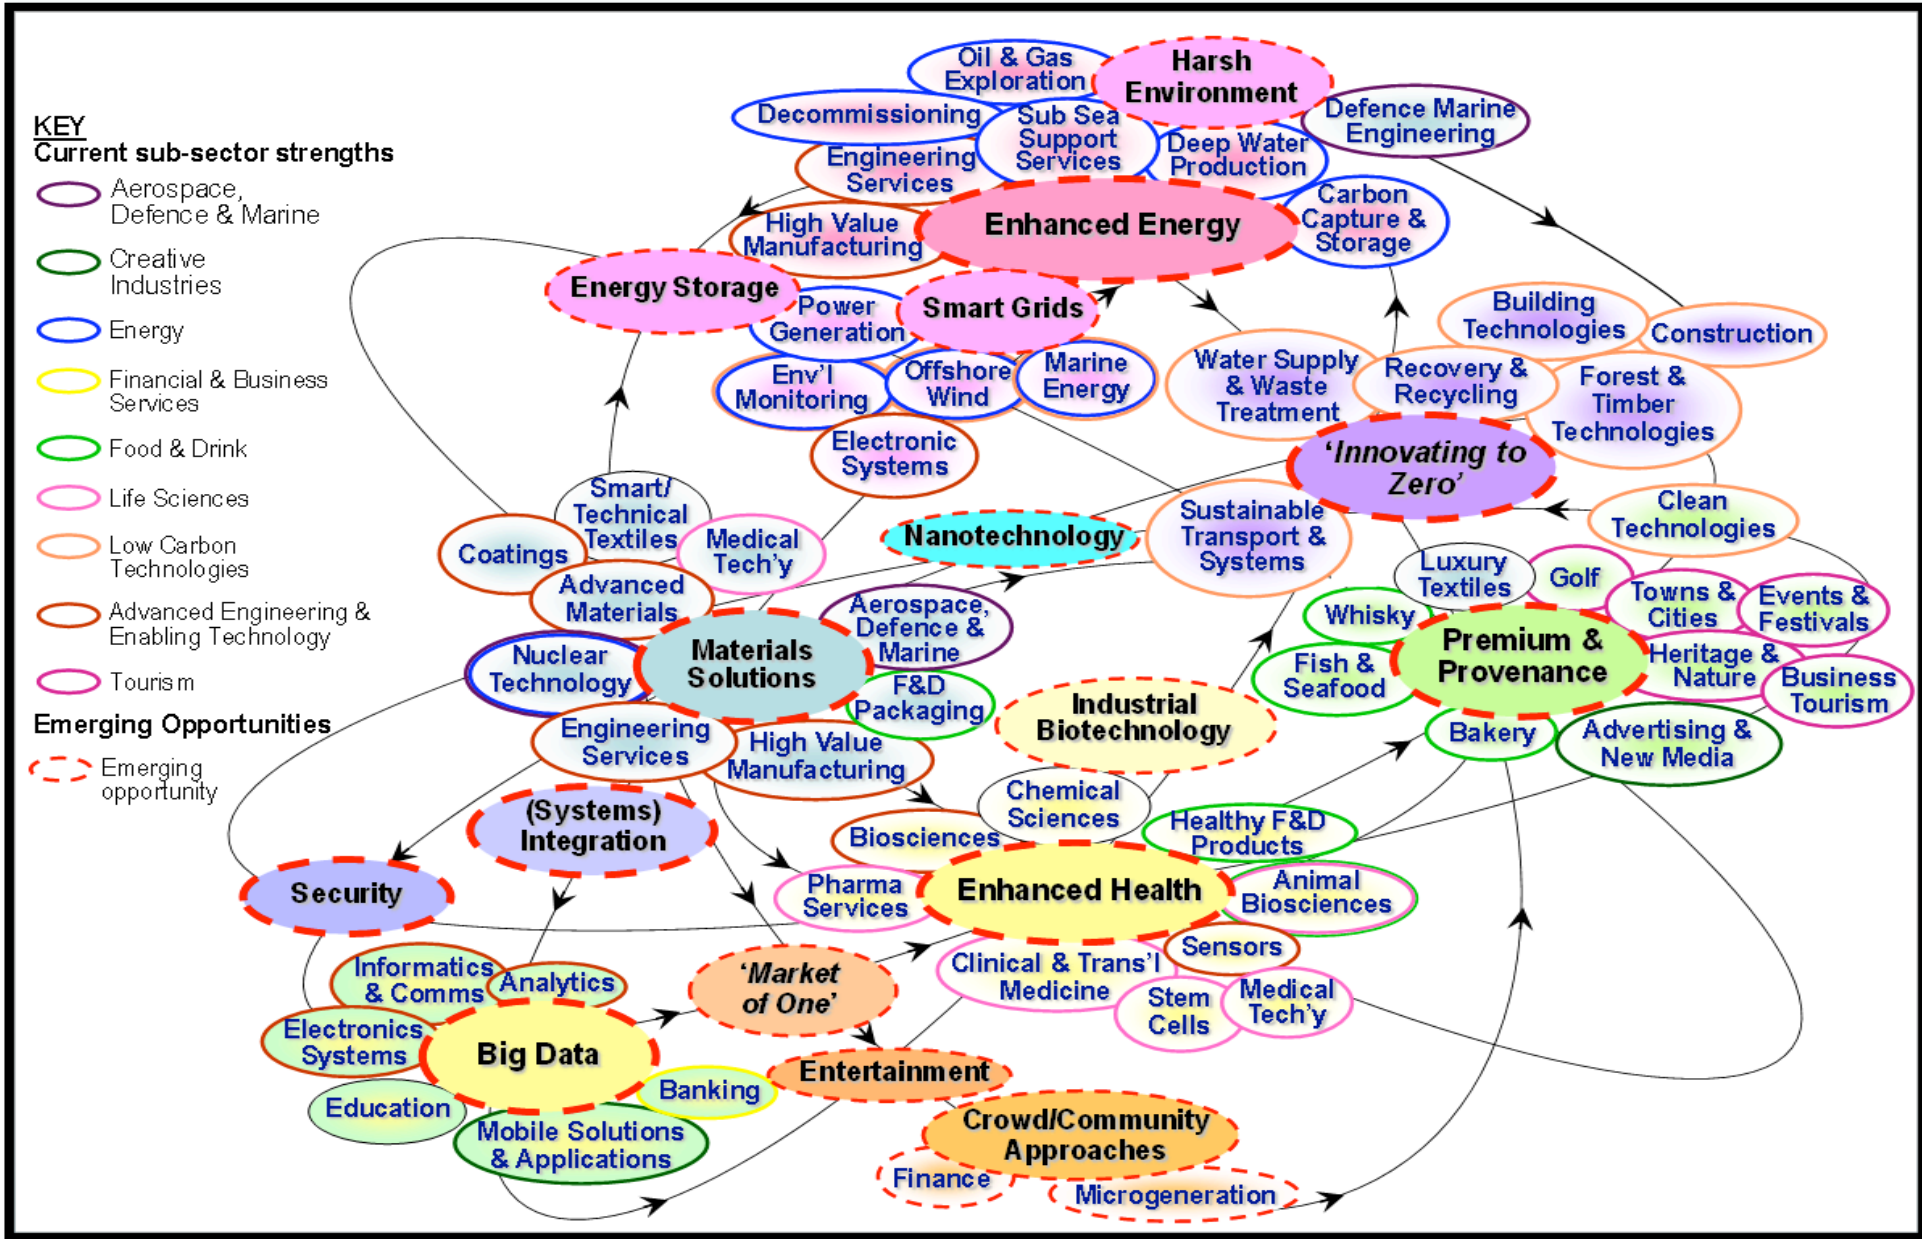 KEY
Current sub-sector strengths
Aerospace,
Defence & Marine
Creative
Industries
Energy
Financial & Business
Services
Food & Drink
Life Sciences
Low Carbon
Technologies
Advanced Engineering &
Enabling Technology
Tourism
Emerging Opportunities
Emerging
opportunity
Oil & Gas
Exploration
Harsh
Environment
Decommissioning
Sub Sea
Support
Services
Defence Marine
Engineering
Engineering
Services
Deep Water
Production
High Value
Manufacturing
Enhanced Energy
Carbon
Capture &
Storage
Energy Storage
Power
Generation
Smart Grids
Env'l
Monitoring
Offshore
Wind
Marine
Energy
Electronic
Systems
Water Supply
& Waste
Treatment
Recovery &
Recycling
Building
Technologies
Construction
Forest &
Timber
Technologies
‘Innovating to
Zero’
Clean
Technologies
Sustainable
Transport &
Systems
Nanotechnology
Smart/
Technical
Textiles
Coatings
Medical
Tech'y
Advanced
Materials
Materials
Solutions
Aerospace,
Defence &
Marine
Nuclear
Technology
F&D
Packaging
Engineering
Services
High Value
Manufacturing
Luxury
Textiles
Golf
Towns &
Cities
Events &
Festivals
Whisky
Premium &
Provenance
Heritage &
Nature
Business
Tourism
Fish &
Seafood
Bakery
Advertising &
New Media
Industrial
Biotechnology
Chemical
Sciences
Biosciences
Healthy F&D
Products
Pharma
Services
Enhanced Health
Animal
Biosciences
Sensors
Clinical & Trans'l
Medicine
Stem
Cells
Medical
Tech'y
(Systems)
Integration
Security
Informatics
& Comms
Analytics
Electronics
Systems
Big Data
Education
Banking
Mobile Solutions
& Applications
‘Market
of One’
Entertainment
Crowd/Community
Approaches
Finance
Microgeneration